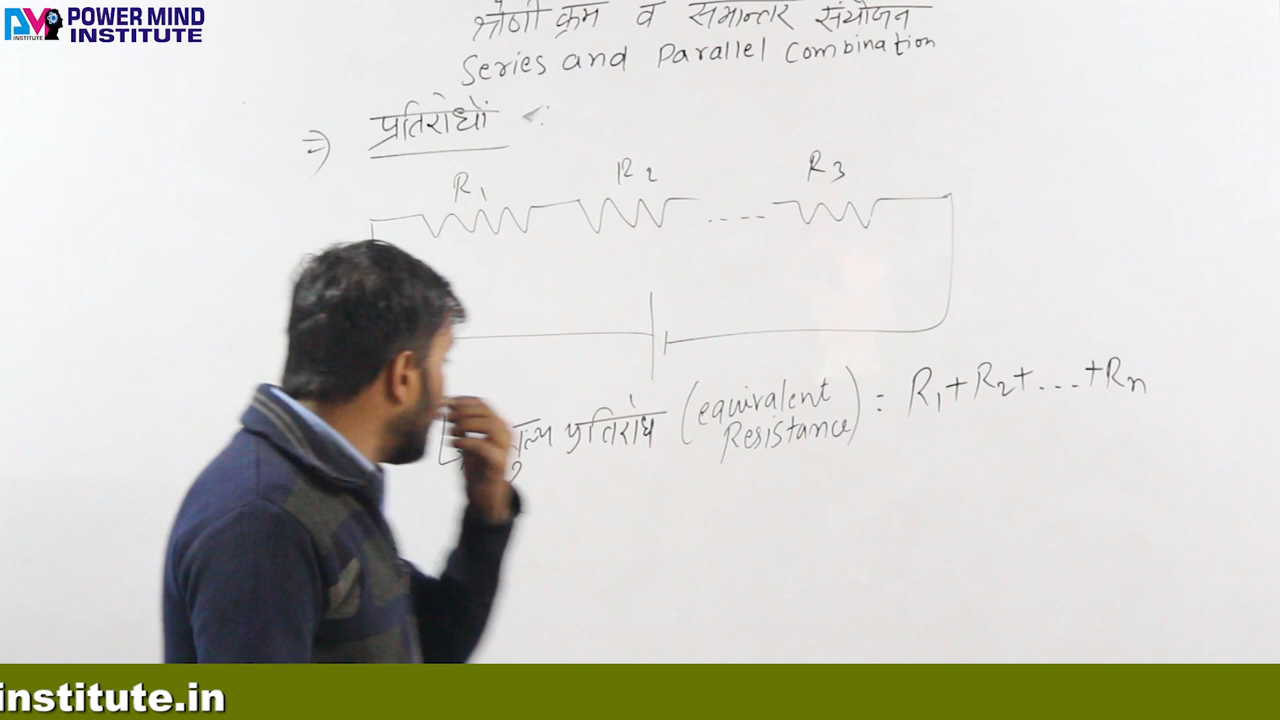 POWER MIND
INSTITUTE
INSTITUTE
श्रेणी क्रम व समान्तर संयोजन
Series and Parallel Combination
⇒ प्रतिरोधों
R1 R2 R3
तुल्य प्रतिरोध (equivalent Resistance) = R1+R2+...+Rn
institute.in